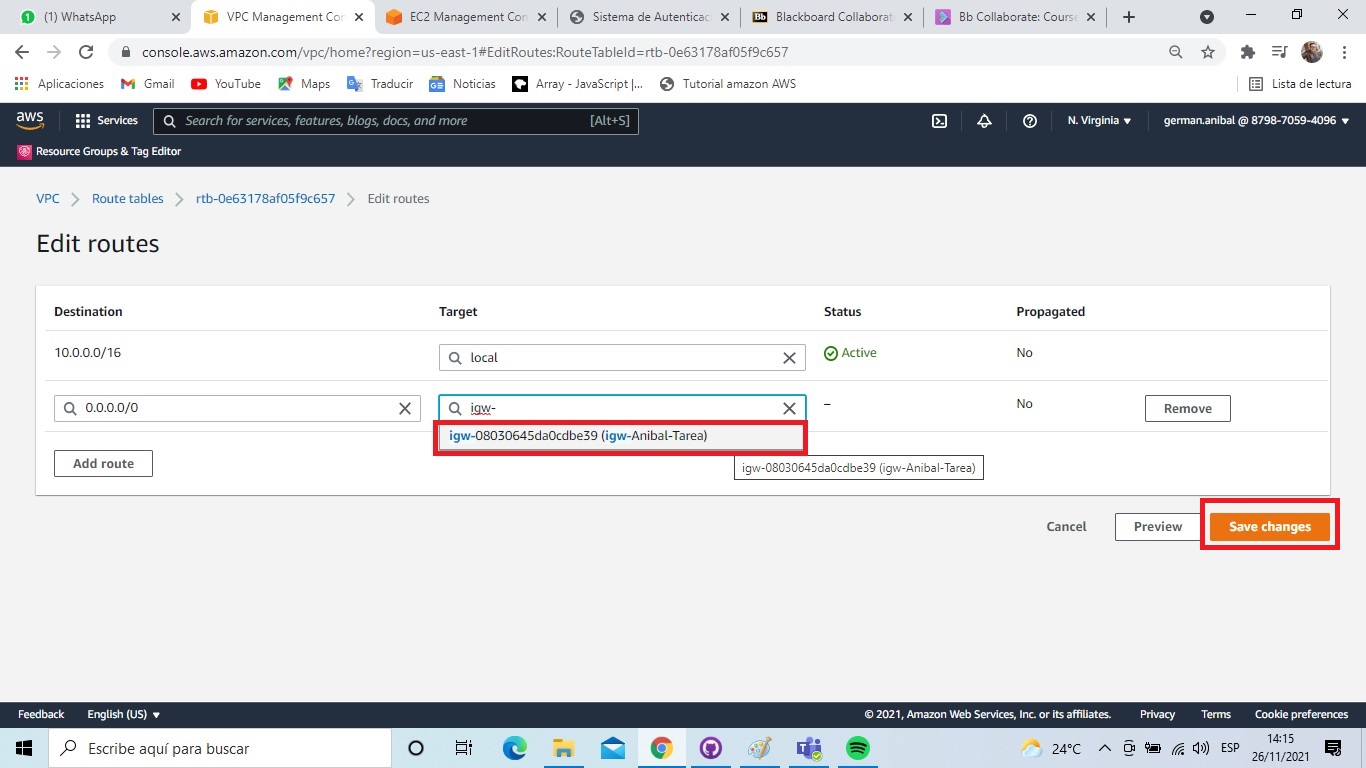 (1) WhatsApp
VPC Management Con
EC2 Management Con
Sistema de Autenticac
Bb Blackboard Collaborat
Bb Collaborate: Course
console.aws.amazon.com/vpc/home?region=us-east-1#EditRoutes:RouteTableId=rtb-0e63178af05f9c657
Aplicaciones
Gmail
YouTube
Maps
Traducir
Noticias
Array - JavaScript |...
Tutorial amazon AWS
Lista de lectura
aws
Services
Search for services, features, blogs, docs, and more [Alt+S]
N. Virginia
german.anibal @ 8798-7059-4096
Resource Groups & Tag Editor
VPC
Route tables
rtb-0e63178af05f9c657
Edit routes
Edit routes
Destination Target Status Propagated
10.0.0.0/16 local Active No
0.0.0.0/0 igw- – No Remove
igw-08030645da0cdbe39 (igw-Anibal-Tarea)
Add route
igw-08030645da0cdbe39 (igw-Anibal-Tarea)
Cancel Preview Save changes
Feedback English (US)
© 2021, Amazon Web Services, Inc. or its affiliates. Privacy Terms Cookie preferences
Escribe aquí para buscar
24°C
ESP
14:15
26/11/2021